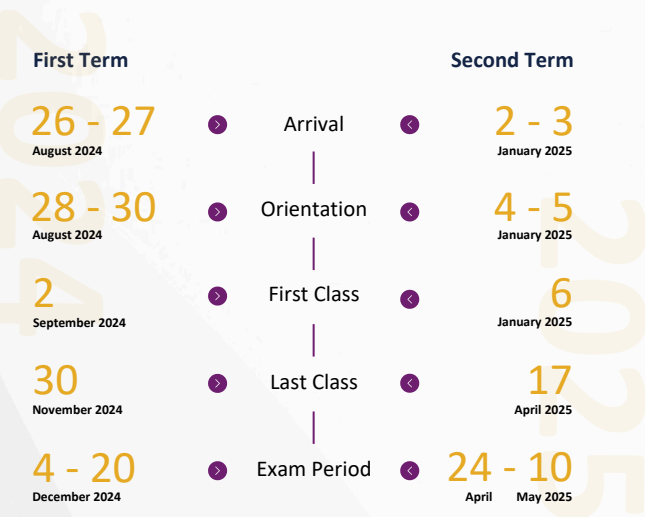 First Term Second Term
26 - 27 Arrival 2 - 3
August 2024 January 2025
28 - 30 Orientation 4 - 5
August 2024 January 2025
2 First Class 6
September 2024 January 2025
30 Last Class 17
November 2024 April 2025
4 - 20 Exam Period 24 - 10
December 2024 April May 2025
2024
2025